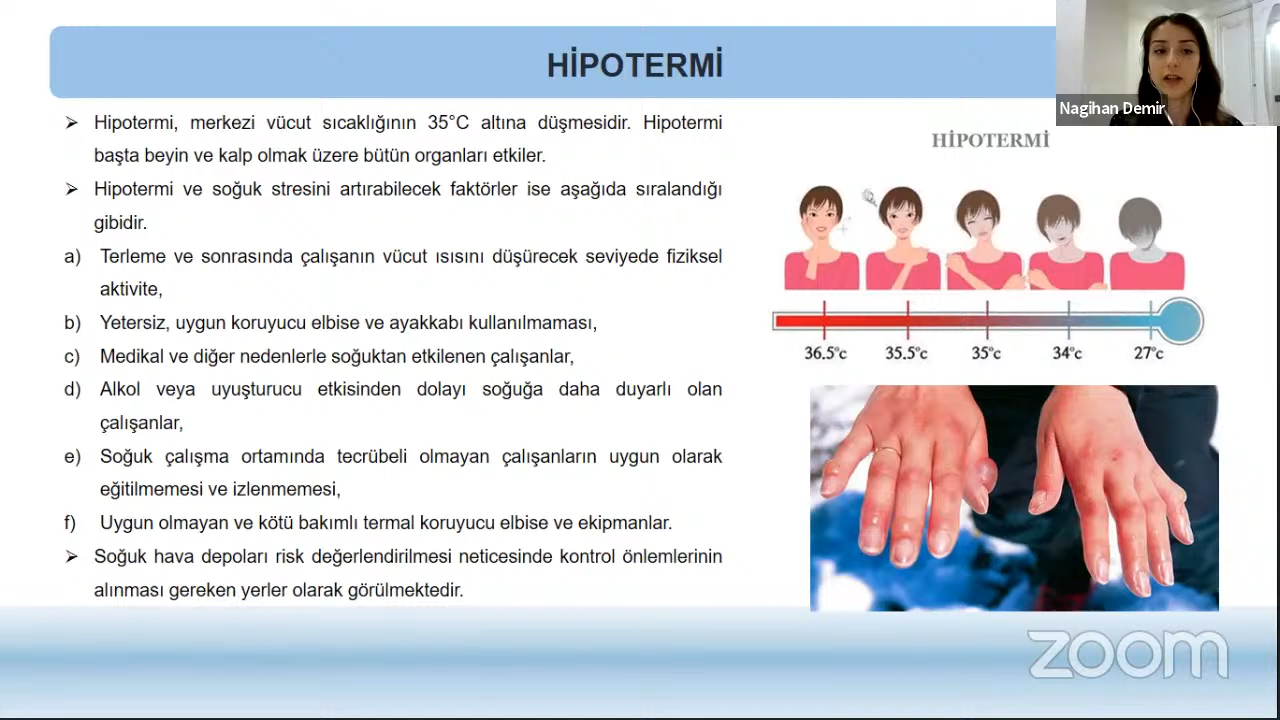 HİPOTERMİ
Nagihan Demir
➢ Hipotermi, merkezi vücut sıcaklığının 35°C altına düşmesidir. Hipotermi
başta beyin ve kalp olmak üzere bütün organları etkiler.
➢ Hipotermi ve soğuk stresini artırabilecek faktörler ise aşağıda sıralandığı
gibidir.
a) Terleme ve sonrasında çalışanın vücut ısısını düşürecek seviyede fiziksel
aktivite,
b) Yetersiz, uygun koruyucu elbise ve ayakkabı kullanılmaması,
c) Medikal ve diğer nedenlerle soğuktan etkilenen çalışanlar,
d) Alkol veya uyuşturucu etkisinden dolayı soğuğa daha duyarlı olan
çalışanlar,
e) Soğuk çalışma ortamında tecrübeli olmayan çalışanların uygun olarak
eğitilmemesi ve izlenmemesi,
f) Uygun olmayan ve kötü bakımlı termal koruyucu elbise ve ekipmanlar.
➢ Soğuk hava depoları risk değerlendirilmesi neticesinde kontrol önlemlerinin
alınması gereken yerler olarak görülmektedir.
HİPOTERMİ
36.5°c 35.5°c 35°c 34°c 27°c
zoom